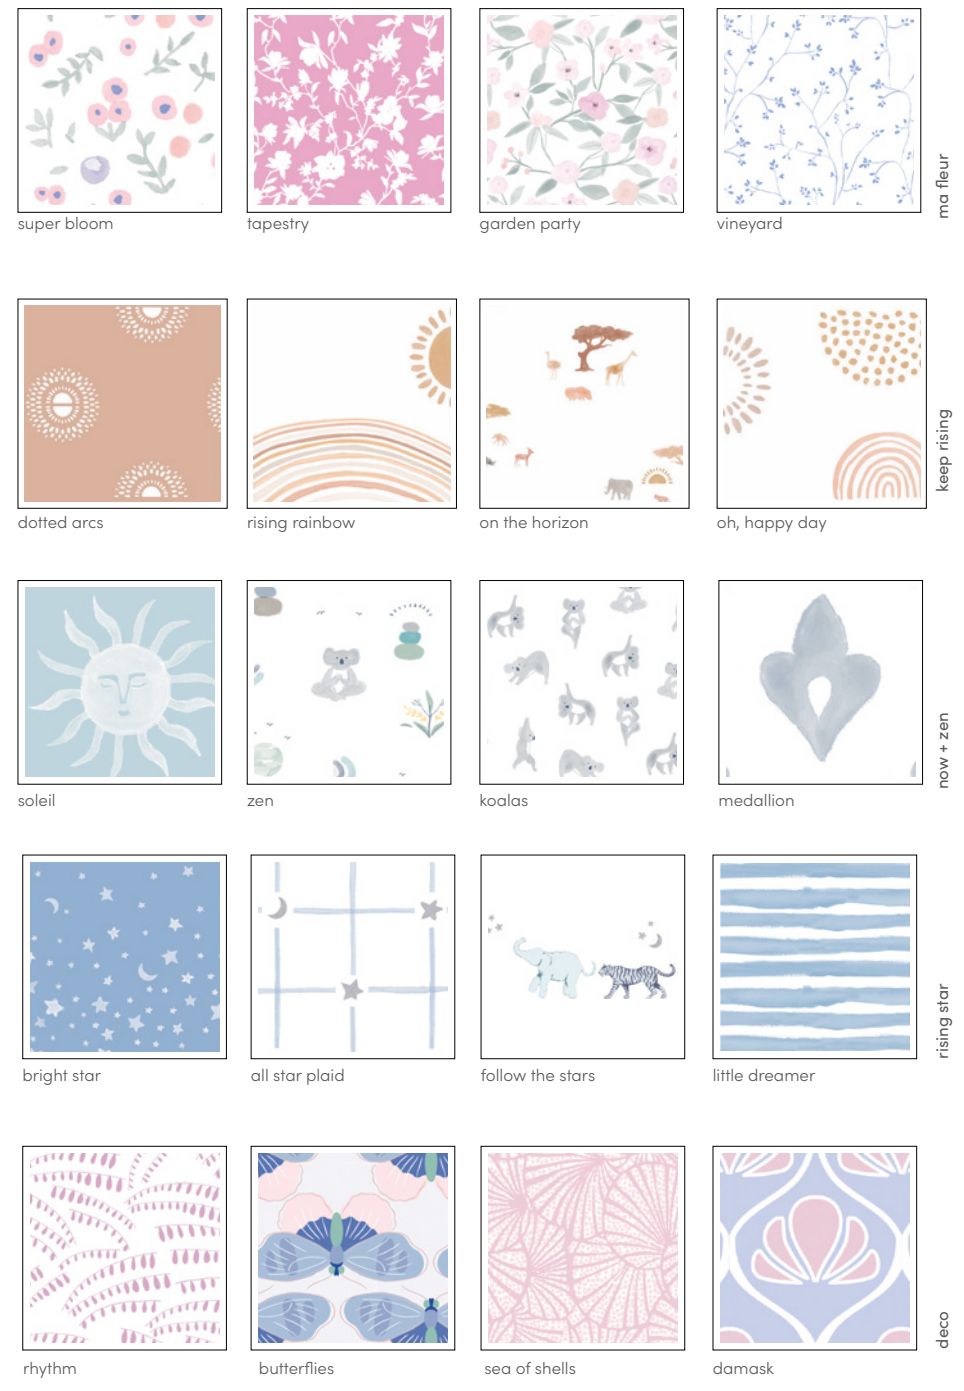 super bloom
tapestry
garden party
vineyard
ma fleur
dotted arcs
rising rainbow
on the horizon
oh, happy day
keep rising
soleil
zen
koalas
medallion
now + zen
bright star
all star plaid
follow the stars
little dreamer
rising star
rhythm
butterflies
sea of shells
damask
deco